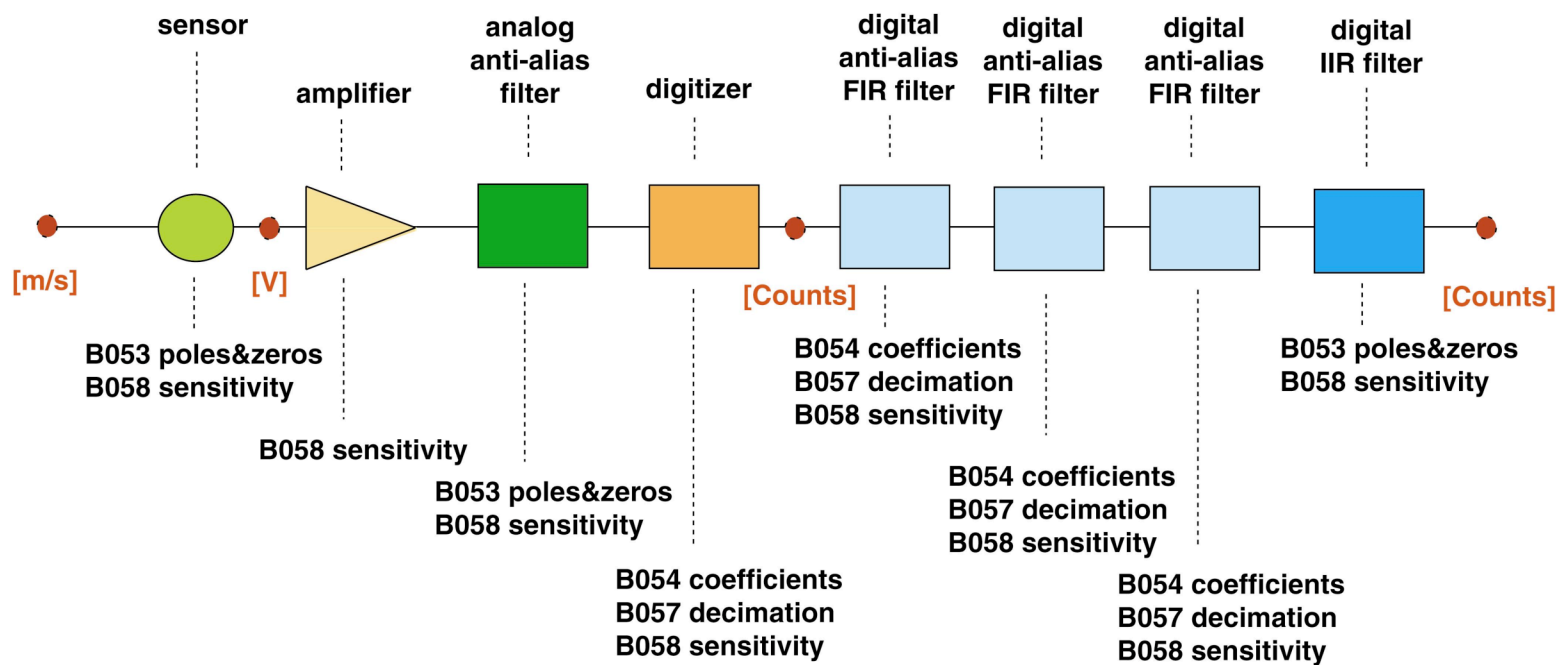 sensor
amplifier
analog
anti-alias
filter
digitizer
digital
anti-alias
FIR filter
digital
anti-alias
FIR filter
digital
anti-alias
FIR filter
digital
IIR filter
[m/s]
[V]
[Counts]
[Counts]
B053 poles&zeros
B058 sensitivity
B058 sensitivity
B053 poles&zeros
B058 sensitivity
B054 coefficients
B057 decimation
B058 sensitivity
B054 coefficients
B057 decimation
B058 sensitivity
B054 coefficients
B057 decimation
B058 sensitivity
B054 coefficients
B057 decimation
B058 sensitivity
B053 poles&zeros
B058 sensitivity